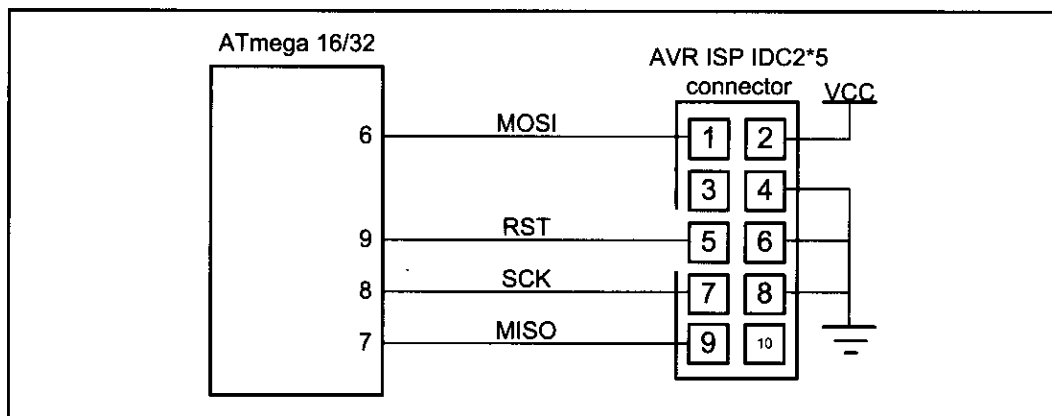 ATmega 16/32
AVR ISP IDC2*5
connector
VCC
6
MOSI
1
2
3
4
9
RST
5
6
8
SCK
7
8
7
MISO
9
10